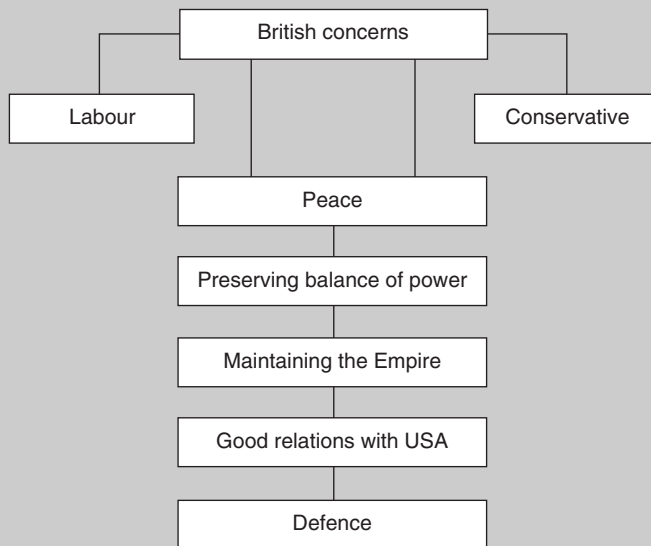 British concerns
Labour
Conservative
Peace
Preserving balance of power
Maintaining the Empire
Good relations with USA
Defence